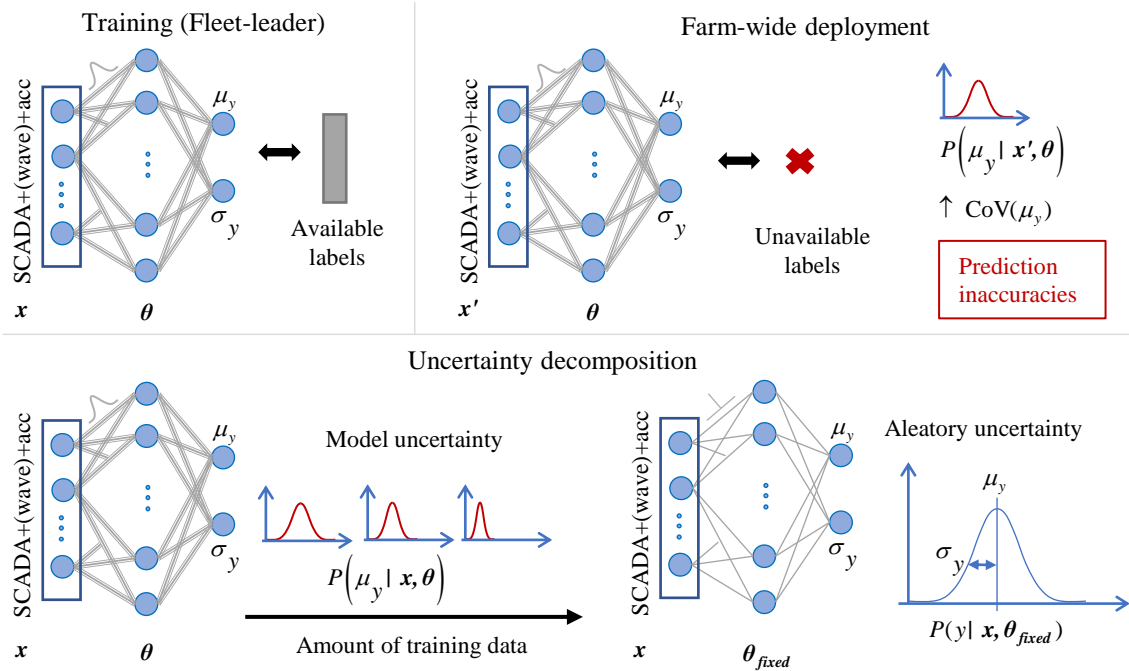 Training (Fleet-leader)
SCADA+(wave)+acc
μy
σy
Available
labels
x
θ
Farm-wide deployment
SCADA+(wave)+acc
μy
σy
Unavailable
labels
x'
θ
P(μy | x', θ)
↑ CoV(μy)
Prediction
inaccuracies
Uncertainty decomposition
SCADA+(wave)+acc
μy
σy
x
θ
Model uncertainty
P(μy | x, θ)
Amount of training data
SCADA+(wave)+acc
μy
σy
x
θfixed
Aleatory uncertainty
μy
σy
P(y| x, θfixed)